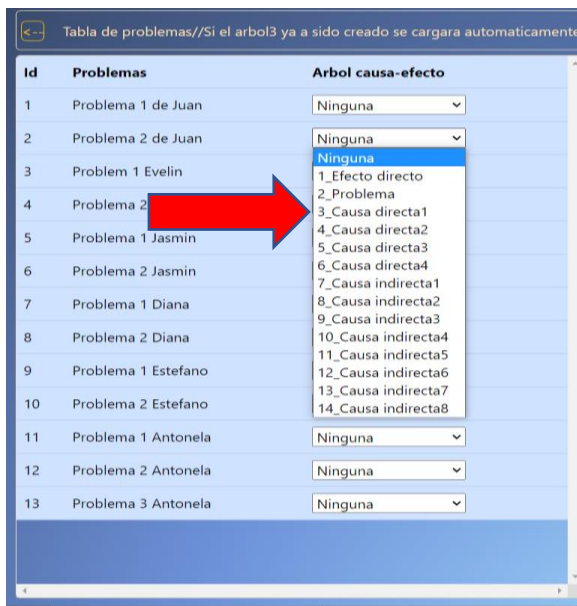 <-- Tabla de problemas//Si el arbol3 ya a sido creado se cargara automaticamente
Id Problemas Arbol causa-efecto
1 Problema 1 de Juan Ninguna
2 Problema 2 de Juan Ninguna
Ninguna
3 Problem 1 Evelin 1_Efecto directo
2_Problema
4 Problema 2 3_Causa directa1
4_Causa directa2
5 Problema 1 Jasmin 5_Causa directa3
6 Problema 2 Jasmin 6_Causa directa4
7_Causa indirecta1
7 Problema 1 Diana 8_Causa indirecta2
9_Causa indirecta3
8 Problema 2 Diana 10_Causa indirecta4
11_Causa indirecta5
9 Problema 1 Estefano 12_Causa indirecta6
13_Causa indirecta7
10 Problema 2 Estefano 14_Causa indirecta8
11 Problema 1 Antonela Ninguna
12 Problema 2 Antonela Ninguna
13 Problema 3 Antonela Ninguna